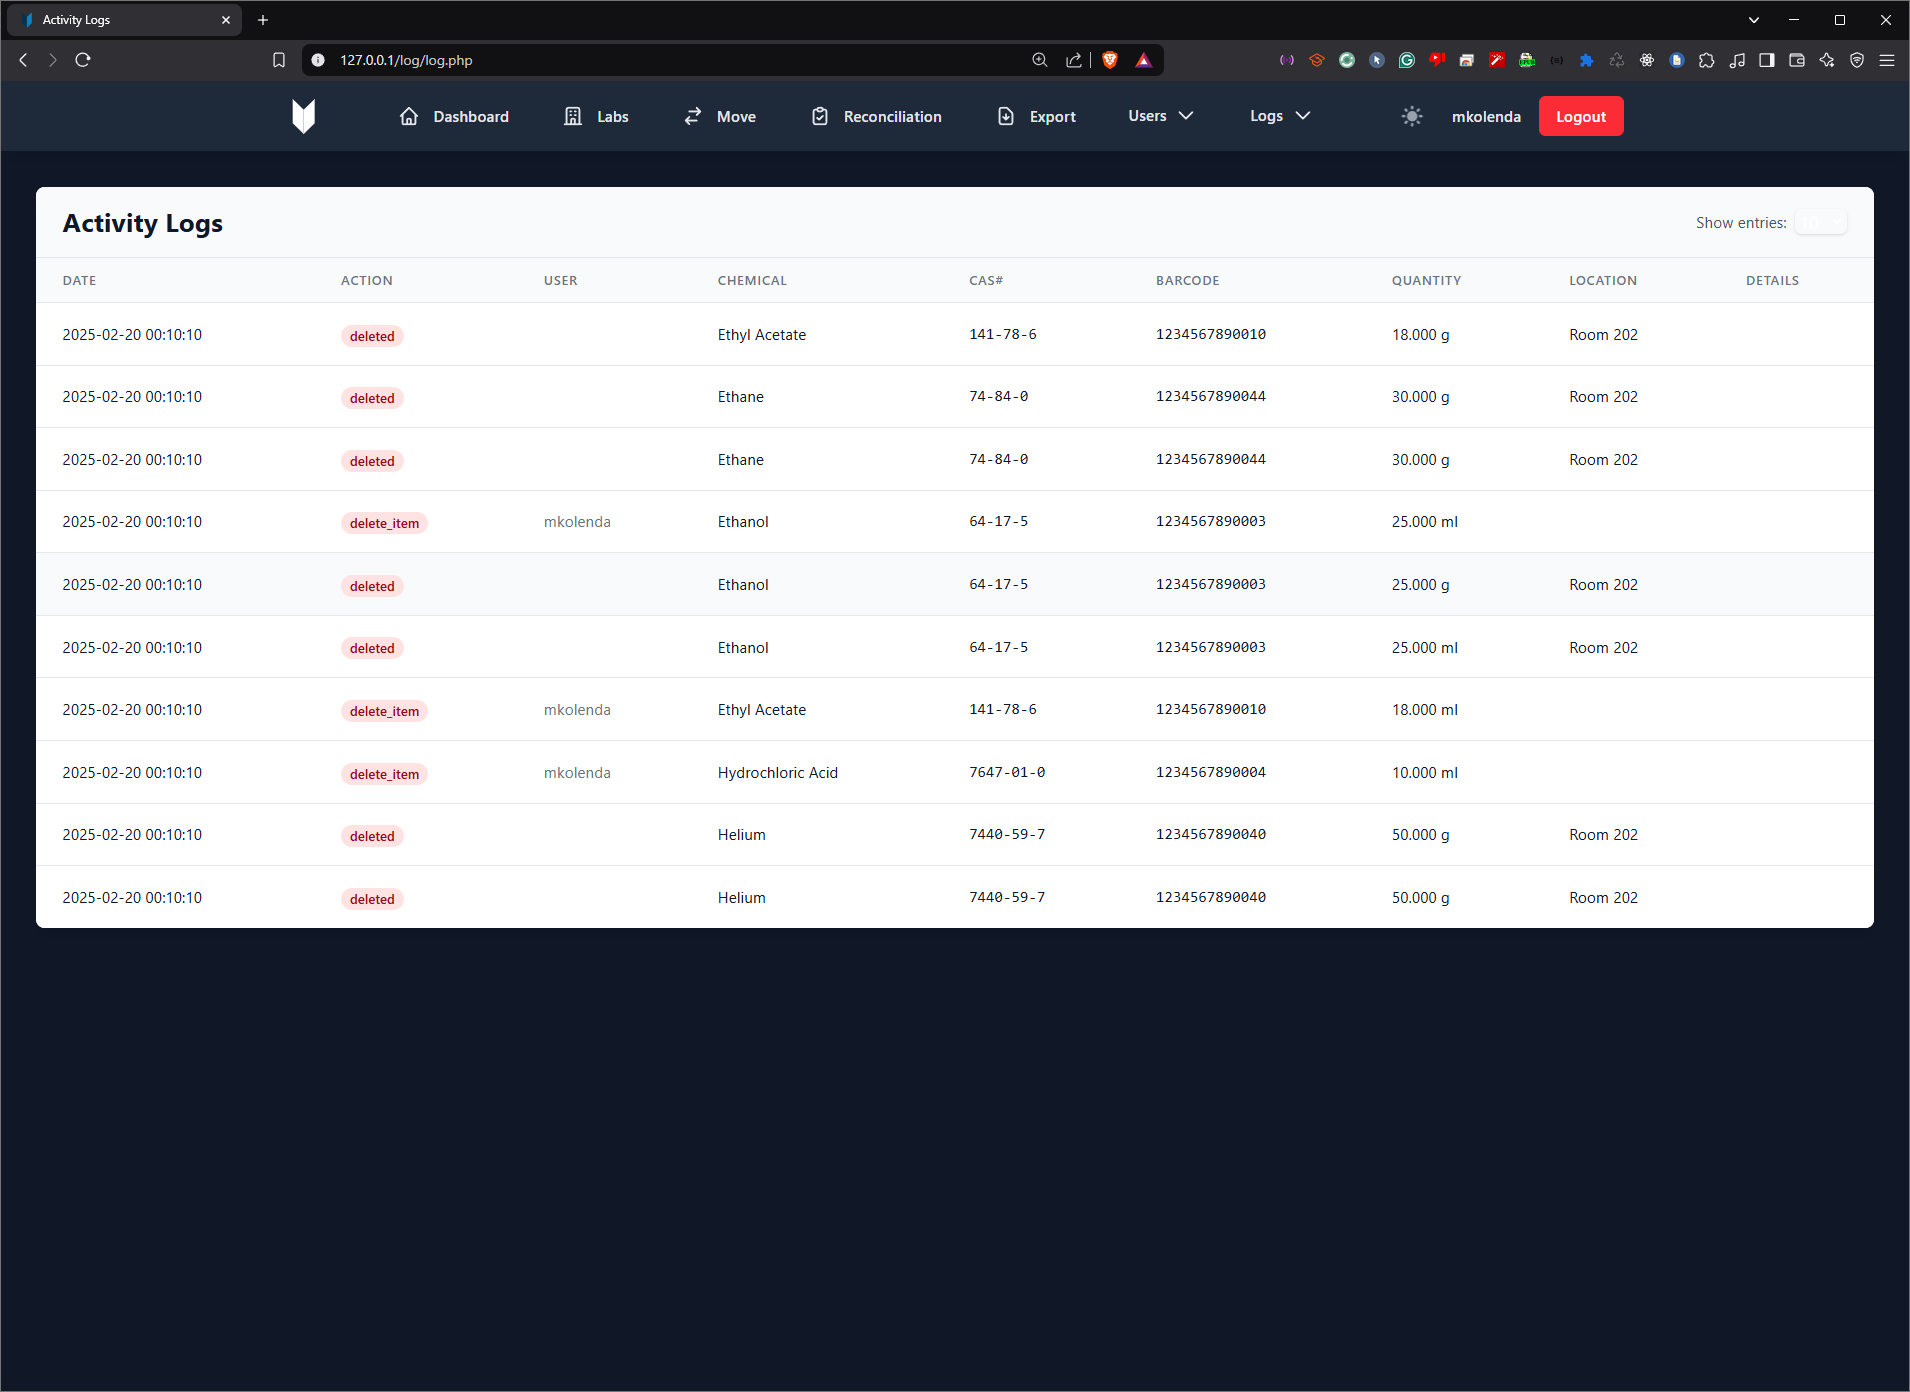 Activity Logs
127.0.0.1/log/log.php
Dashboard Labs Move Reconciliation Export Users Logs mkolenda Logout
Activity Logs Show entries: 10
DATE ACTION USER CHEMICAL CAS# BARCODE QUANTITY LOCATION DETAILS
2025-02-20 00:10:10 deleted Ethyl Acetate 141-78-6 1234567890010 18.000 g Room 202
2025-02-20 00:10:10 deleted Ethane 74-84-0 1234567890044 30.000 g Room 202
2025-02-20 00:10:10 deleted Ethane 74-84-0 1234567890044 30.000 g Room 202
2025-02-20 00:10:10 delete_item mkolenda Ethanol 64-17-5 1234567890003 25.000 ml
2025-02-20 00:10:10 deleted Ethanol 64-17-5 1234567890003 25.000 g Room 202
2025-02-20 00:10:10 deleted Ethanol 64-17-5 1234567890003 25.000 ml Room 202
2025-02-20 00:10:10 delete_item mkolenda Ethyl Acetate 141-78-6 1234567890010 18.000 ml
2025-02-20 00:10:10 delete_item mkolenda Hydrochloric Acid 7647-01-0 1234567890004 10.000 ml
2025-02-20 00:10:10 deleted Helium 7440-59-7 1234567890040 50.000 g Room 202
2025-02-20 00:10:10 deleted Helium 7440-59-7 1234567890040 50.000 g Room 202